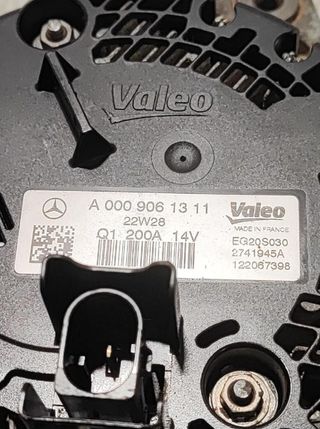 Valeo
A 000 906 13 11
22W28
Q1 200A 14V
Valeo
MADE IN FRANCE
EG20S030
2741945A
122067398